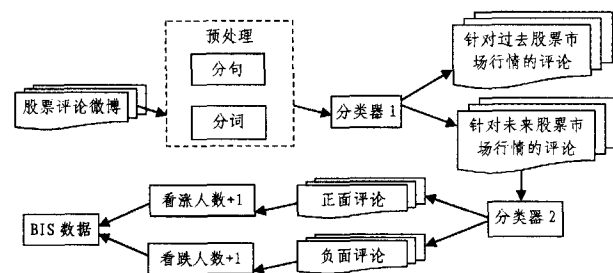 预处理
分句
分词
股票评论微博
分类器 1
针对过去股票市
场行情的评论
针对未来股票市
场行情的评论
分类器 2
正面评论
负面评论
看涨人数+1
看跌人数+1
BIS 数据